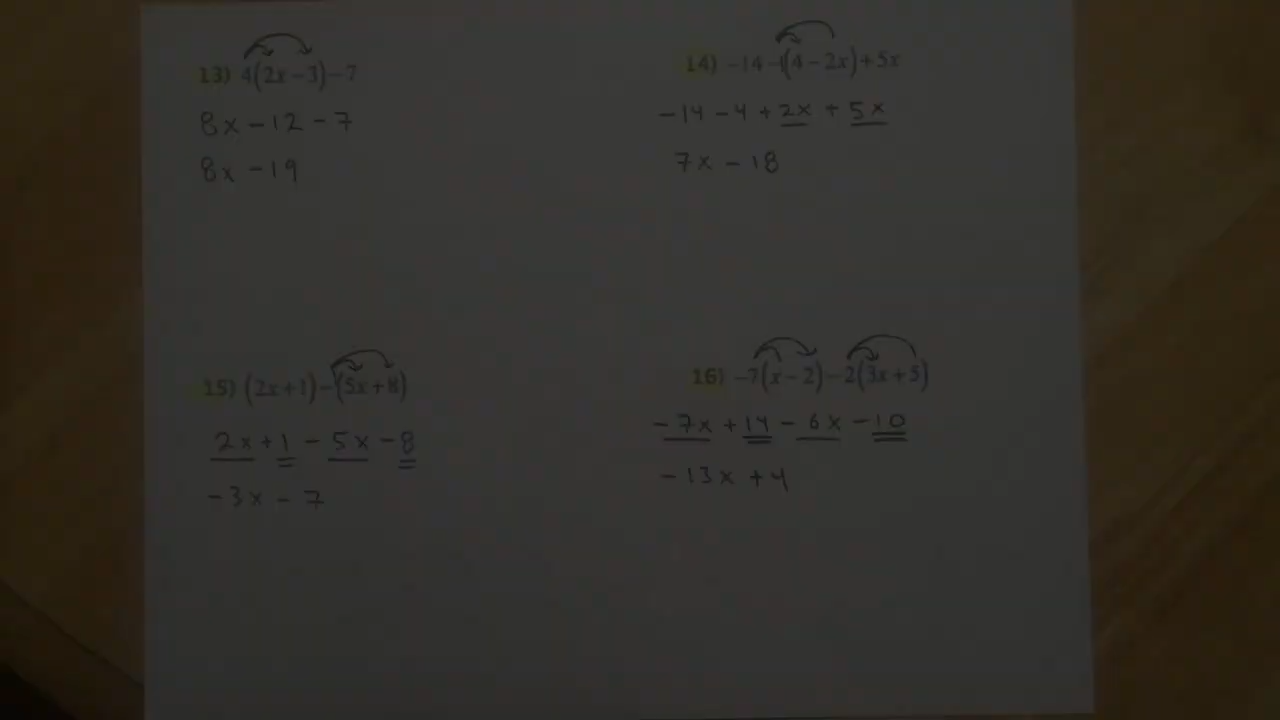 13) 4(2x - 3) - 7
8x - 12 - 7
8x - 19
14) -14 - (4 - 2x) + 5x
-14 - 4 + 2x + 5x
7x - 18
15) (2x + 1) - (5x + 8)
2x + 1 - 5x - 8
-3x - 7
16) -7(x - 2) - 2(3x + 5)
-7x + 14 - 6x - 10
-13x + 4